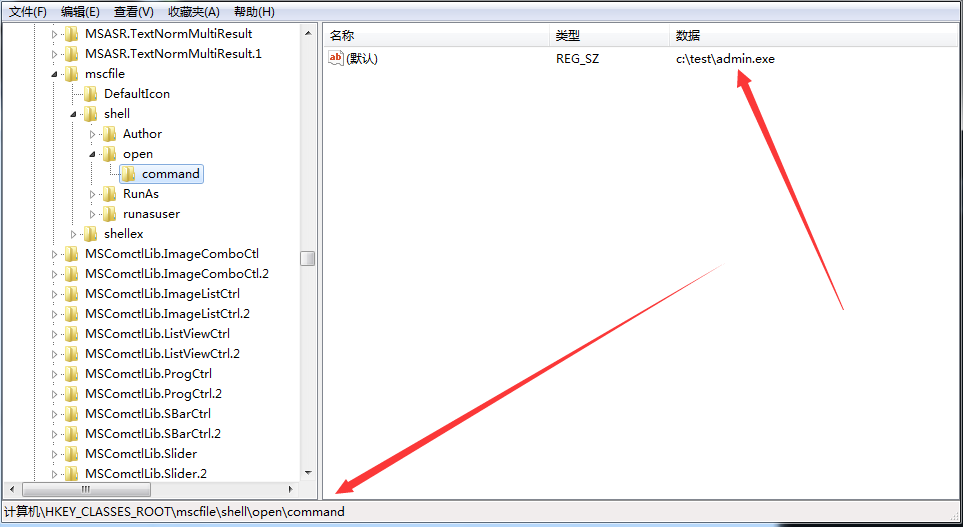 文件(F) 编辑(E) 查看(V) 收藏夹(A) 帮助(H)
MSASR.TextNormMultiResult
MSASR.TextNormMultiResult.1
mscfile
DefaultIcon
shell
Author
open
command
RunAs
runasuser
shellex
MSComctlLib.ImageComboCtl
MSComctlLib.ImageComboCtl.2
MSComctlLib.ImageListCtrl
MSComctlLib.ImageListCtrl.2
MSComctlLib.ListViewCtrl
MSComctlLib.ListViewCtrl.2
MSComctlLib.ProgCtrl
MSComctlLib.ProgCtrl.2
MSComctlLib.SBarCtrl
MSComctlLib.SBarCtrl.2
MSComctlLib.Slider
MSComctlLib.Slider.2
名称 类型 数据
ab (默认) REG_SZ c:\test\admin.exe
计算机\HKEY_CLASSES_ROOT\mscfile\shell\open\command